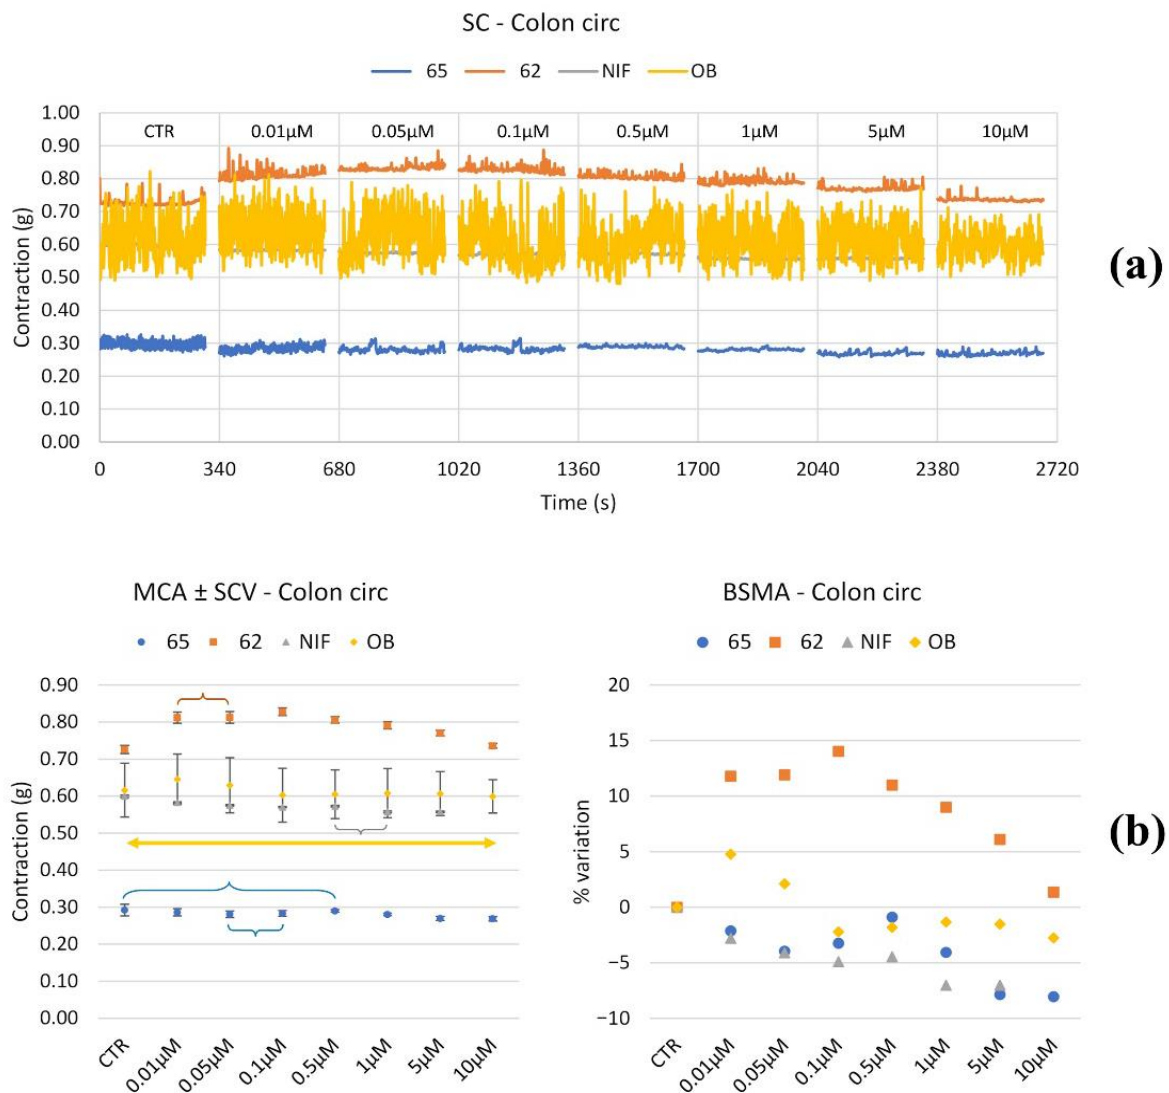 SC - Colon circ
65 62 NIF OB
1.00
0.90
0.80
0.70
0.60
0.50
0.40
0.30
0.20
0.10
0.00
Contraction (g)
CTR 0.01µM 0.05µM 0.1µM 0.5µM 1µM 5µM 10µM
0 340 680 1020 1360 1700 2040 2380 2720
Time (s)
(a)
MCA ± SCV - Colon circ
65 62 NIF OB
0.90
0.80
0.70
0.60
0.50
0.40
0.30
0.20
0.10
0.00
Contraction (g)
CTR 0.01µM 0.05µM 0.1µM 0.5µM 1µM 5µM 10µM
BSMA - Colon circ
65 62 NIF OB
20
15
10
5
0
−5
−10
% variation
CTR 0.01µM 0.05µM 0.1µM 0.5µM 1µM 5µM 10µM
(b)